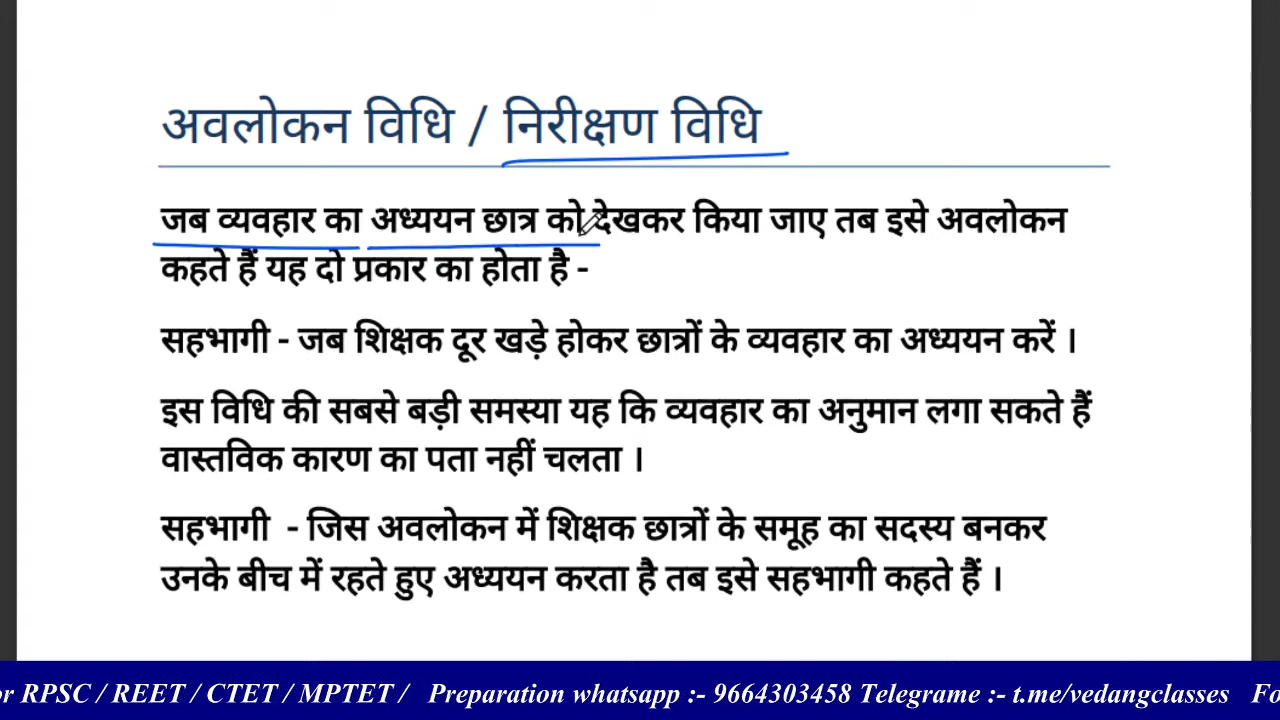 अवलोकन विधि / निरीक्षण विधि
जब व्यवहार का अध्ययन छात्र को देखकर किया जाए तब इसे अवलोकन
कहते हैं यह दो प्रकार का होता है -
सहभागी - जब शिक्षक दूर खड़े होकर छात्रों के व्यवहार का अध्ययन करें ।
इस विधि की सबसे बड़ी समस्या यह कि व्यवहार का अनुमान लगा सकते हैं
वास्तविक कारण का पता नहीं चलता ।
सहभागी - जिस अवलोकन में शिक्षक छात्रों के समूह का सदस्य बनकर
उनके बीच में रहते हुए अध्ययन करता है तब इसे सहभागी कहते हैं ।
or RPSC / REET / CTET / MPTET / Preparation whatsapp :- 9664303458 Telegrame :- t.me/vedangclasses Fo